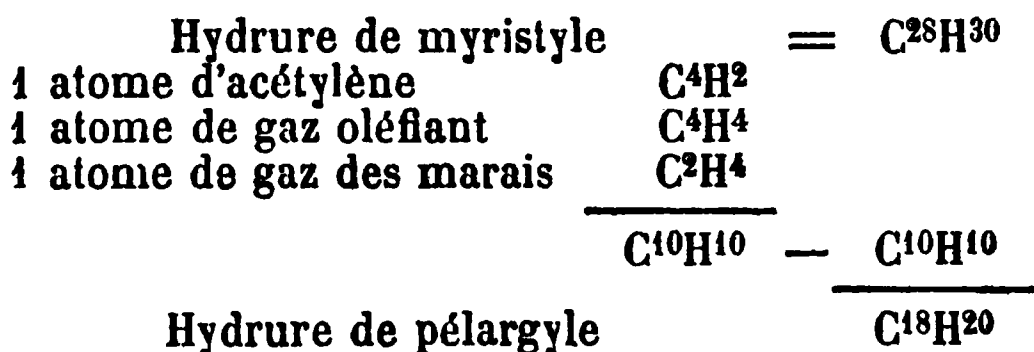 Hydrure de myristyle = C²⁸H³⁰
1 atome d'acétylène C⁴H²
1 atome de gaz oléfiant C⁴H⁴
1 atome de gaz des marais C²H⁴
C¹⁰H¹⁰ — C¹⁰H¹⁰
Hydrure de pélargyle C¹⁸H²⁰